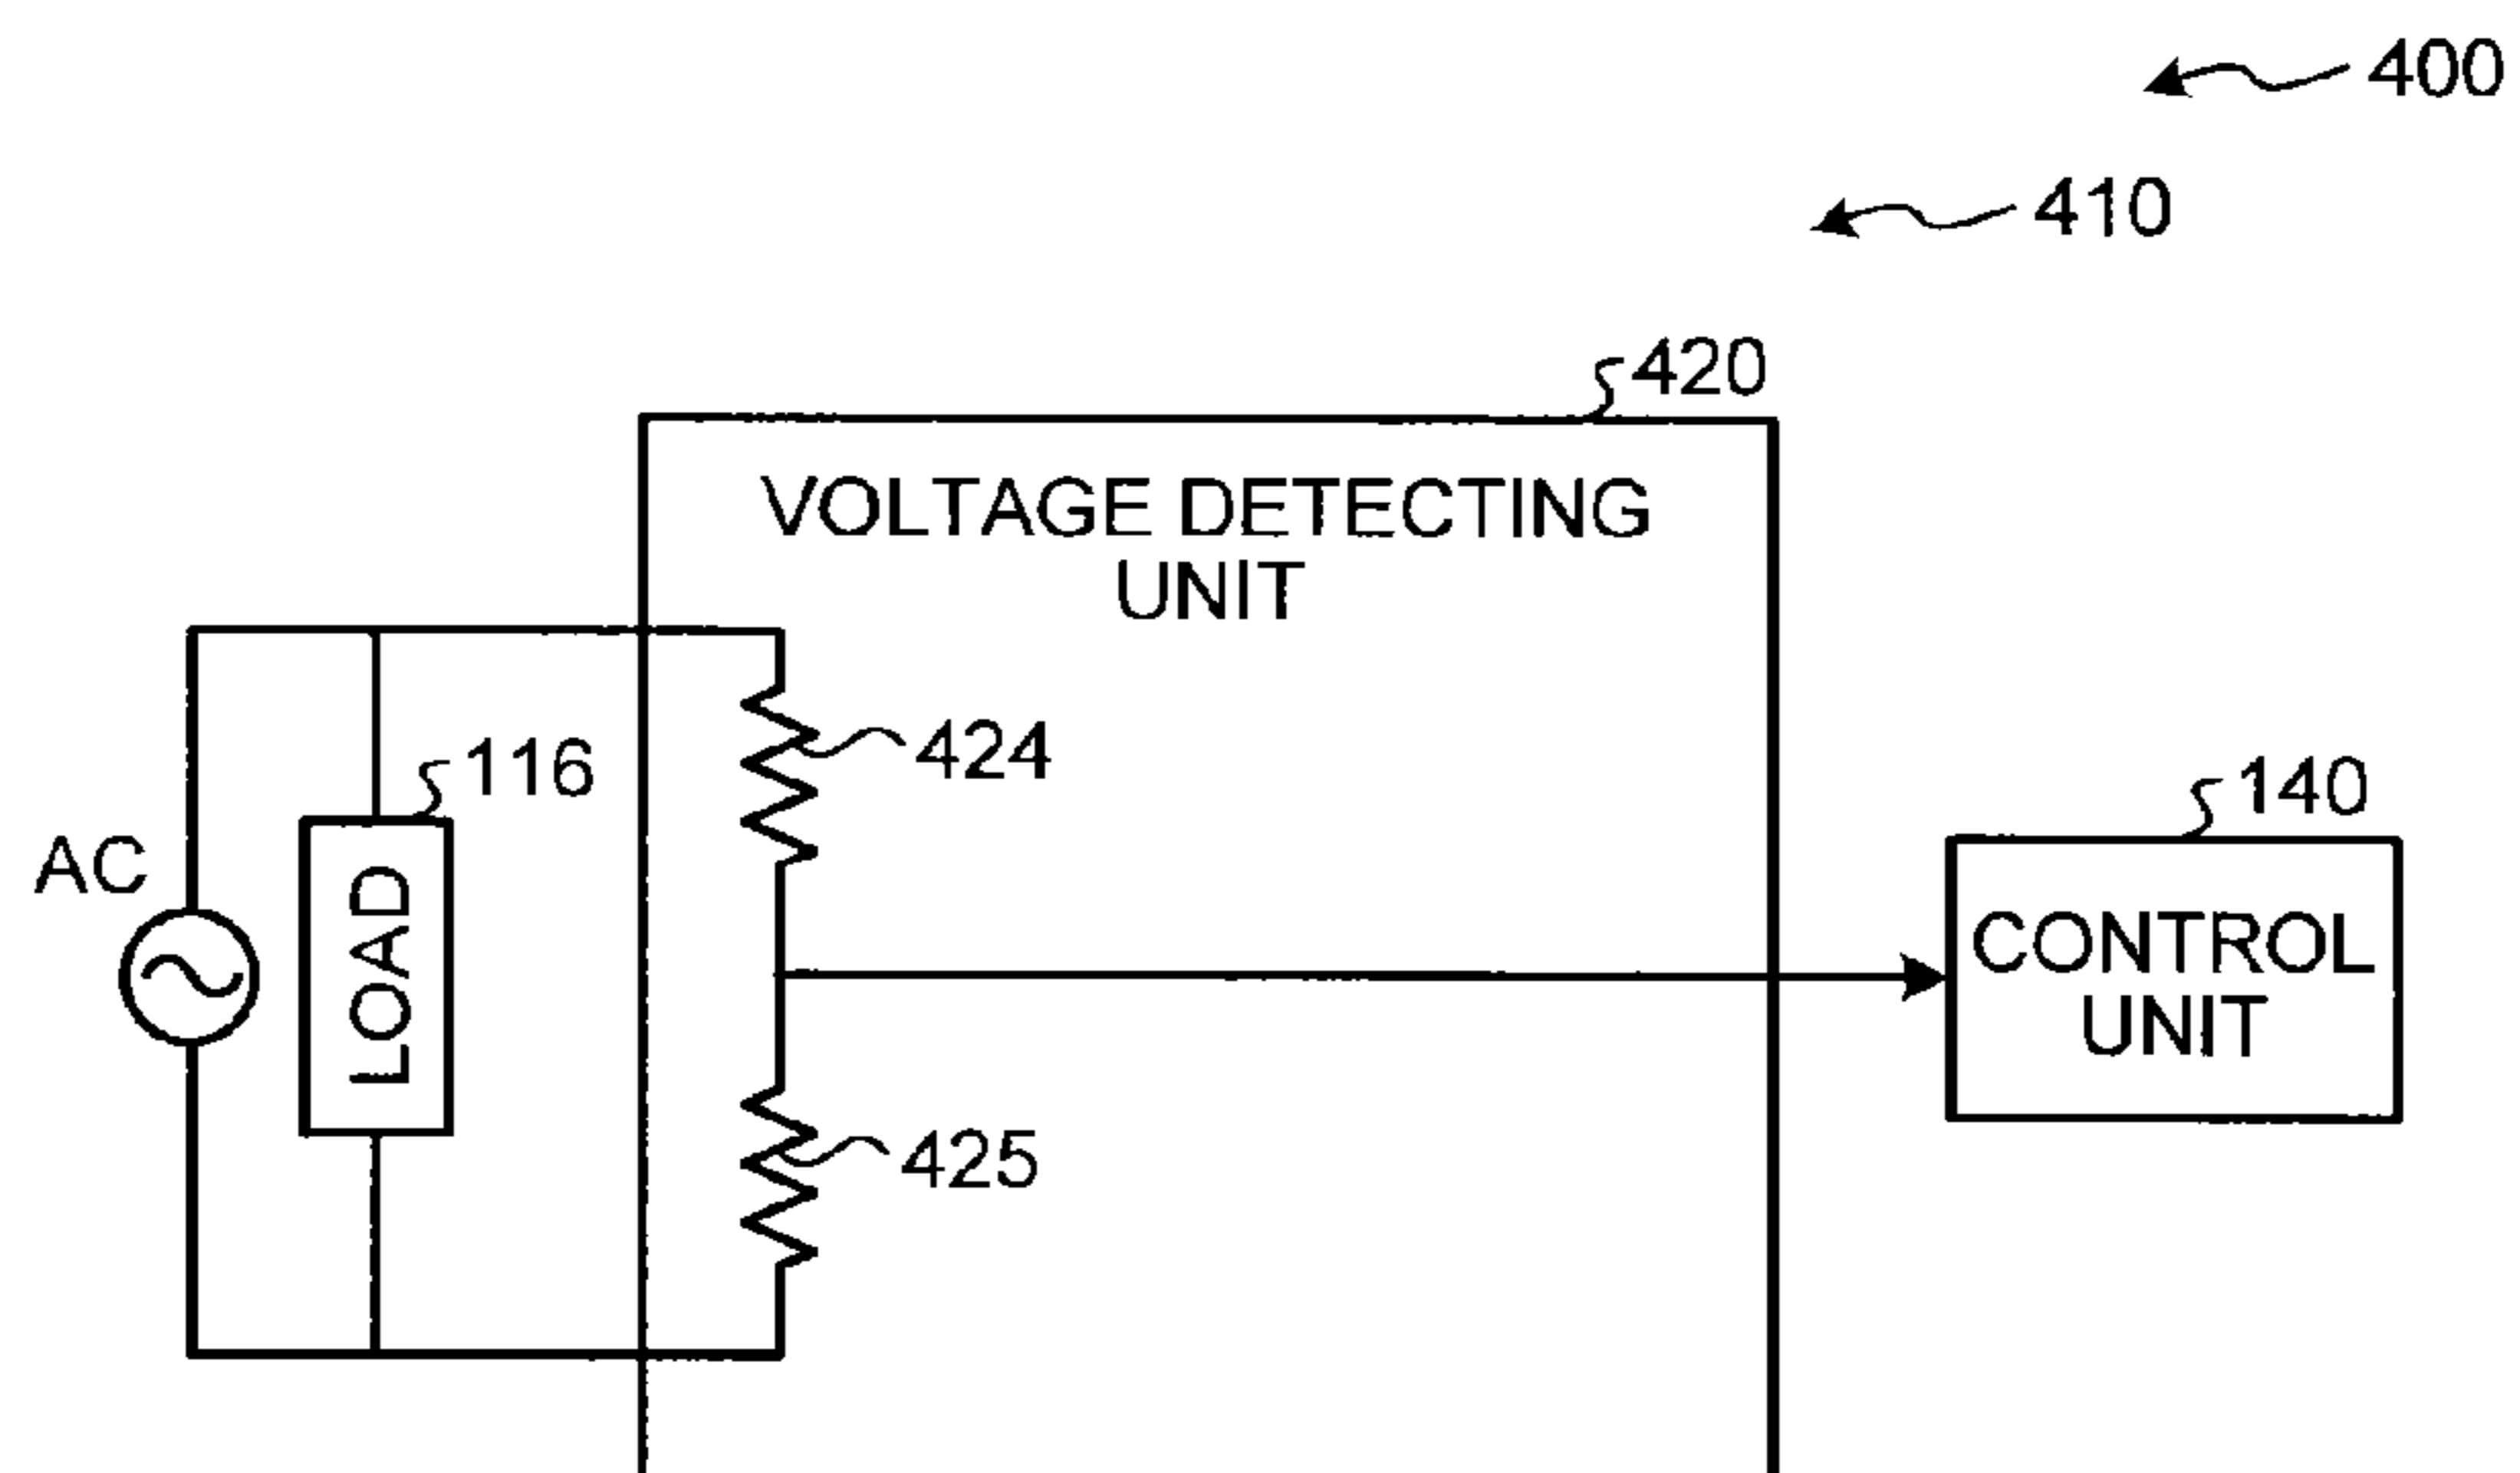 400
410
420
VOLTAGE DETECTING
UNIT
424
116
140
AC
LOAD
CONTROL
UNIT
425